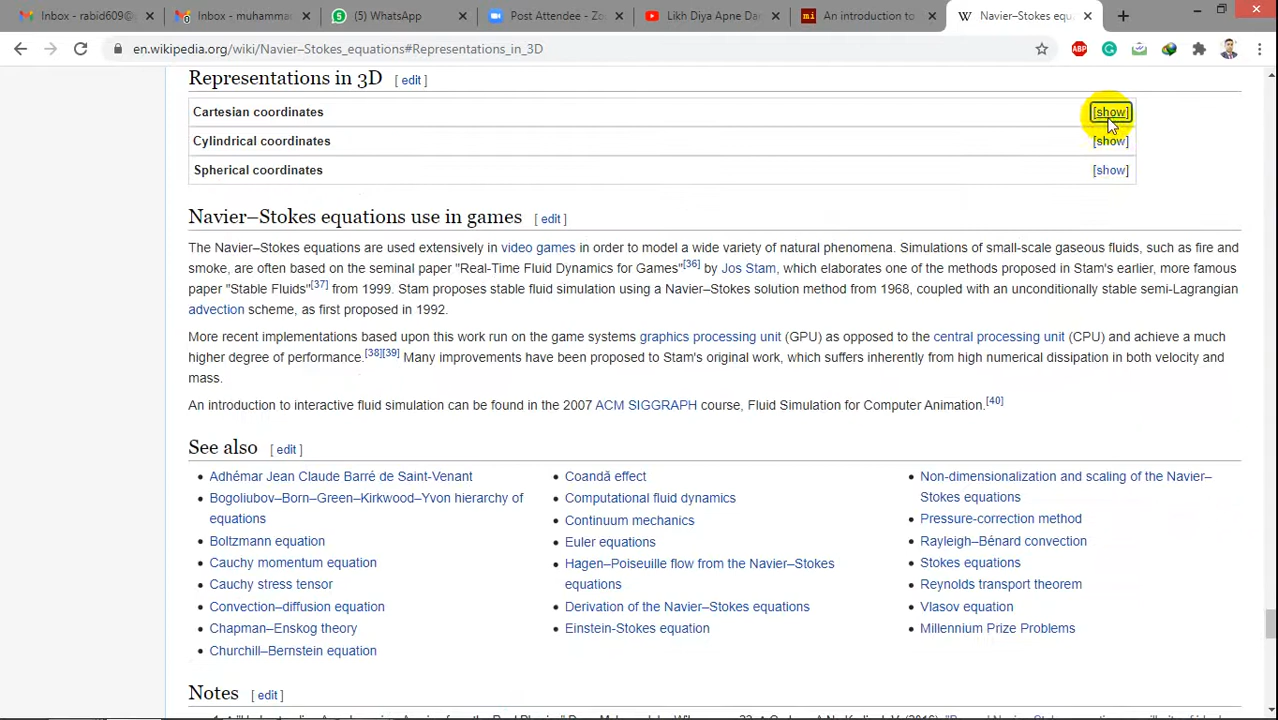 Inbox - rabid609@
Inbox - muhamma
(5) WhatsApp
Post Attendee - Zo
Likh Diya Apne Da
An introduction to
Navier–Stokes equ
en.wikipedia.org/wiki/Navier–Stokes_equations#Representations_in_3D
Representations in 3D [ edit ]
Cartesian coordinates [show]
Cylindrical coordinates [show]
Spherical coordinates [show]
Navier–Stokes equations use in games [ edit ]
The Navier–Stokes equations are used extensively in video games in order to model a wide variety of natural phenomena. Simulations of small-scale gaseous fluids, such as fire and
smoke, are often based on the seminal paper "Real-Time Fluid Dynamics for Games"[36] by Jos Stam, which elaborates one of the methods proposed in Stam's earlier, more famous
paper "Stable Fluids"[37] from 1999. Stam proposes stable fluid simulation using a Navier–Stokes solution method from 1968, coupled with an unconditionally stable semi-Lagrangian
advection scheme, as first proposed in 1992.
More recent implementations based upon this work run on the game systems graphics processing unit (GPU) as opposed to the central processing unit (CPU) and achieve a much
higher degree of performance.[38][39] Many improvements have been proposed to Stam's original work, which suffers inherently from high numerical dissipation in both velocity and
mass.
An introduction to interactive fluid simulation can be found in the 2007 ACM SIGGRAPH course, Fluid Simulation for Computer Animation.[40]
See also [ edit ]
Adhémar Jean Claude Barré de Saint-Venant
Bogoliubov–Born–Green–Kirkwood–Yvon hierarchy of
equations
Boltzmann equation
Cauchy momentum equation
Cauchy stress tensor
Convection–diffusion equation
Chapman–Enskog theory
Churchill–Bernstein equation
Coandă effect
Computational fluid dynamics
Continuum mechanics
Euler equations
Hagen–Poiseuille flow from the Navier–Stokes
equations
Derivation of the Navier–Stokes equations
Einstein-Stokes equation
Non-dimensionalization and scaling of the Navier–
Stokes equations
Pressure-correction method
Rayleigh–Bénard convection
Stokes equations
Reynolds transport theorem
Vlasov equation
Millennium Prize Problems
Notes [ edit ]